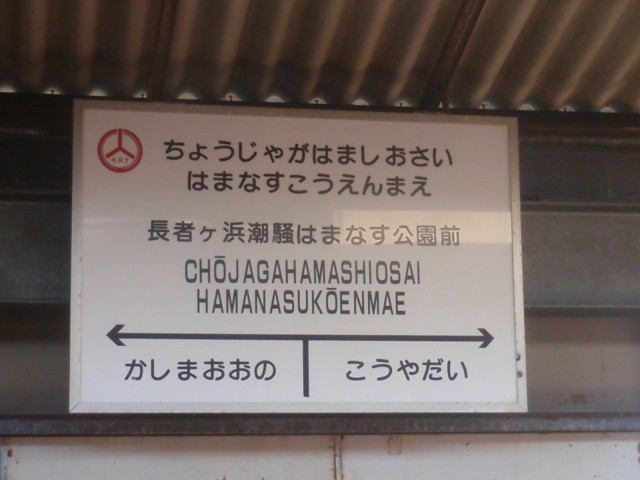 K.R.T.
ちょうじゃがはましおさい
はまなすこうえんまえ
長者ヶ浜潮騒はまなす公園前
CHŌJAGAHAMASHIOSAI
HAMANASUKŌENMAE
かしまおおの こうやだい